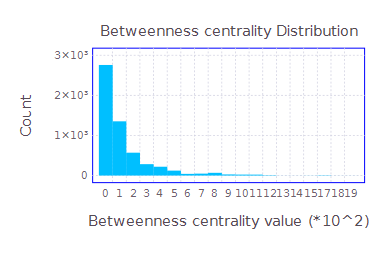 Betweenness centrality Distribution
3×10³
2×10³
1×10³
0
Count
0 1 2 3 4 5 6 7 8 9 10 11 12 13 14 15 16 17 18 19
Betweenness centrality value (*10^2)